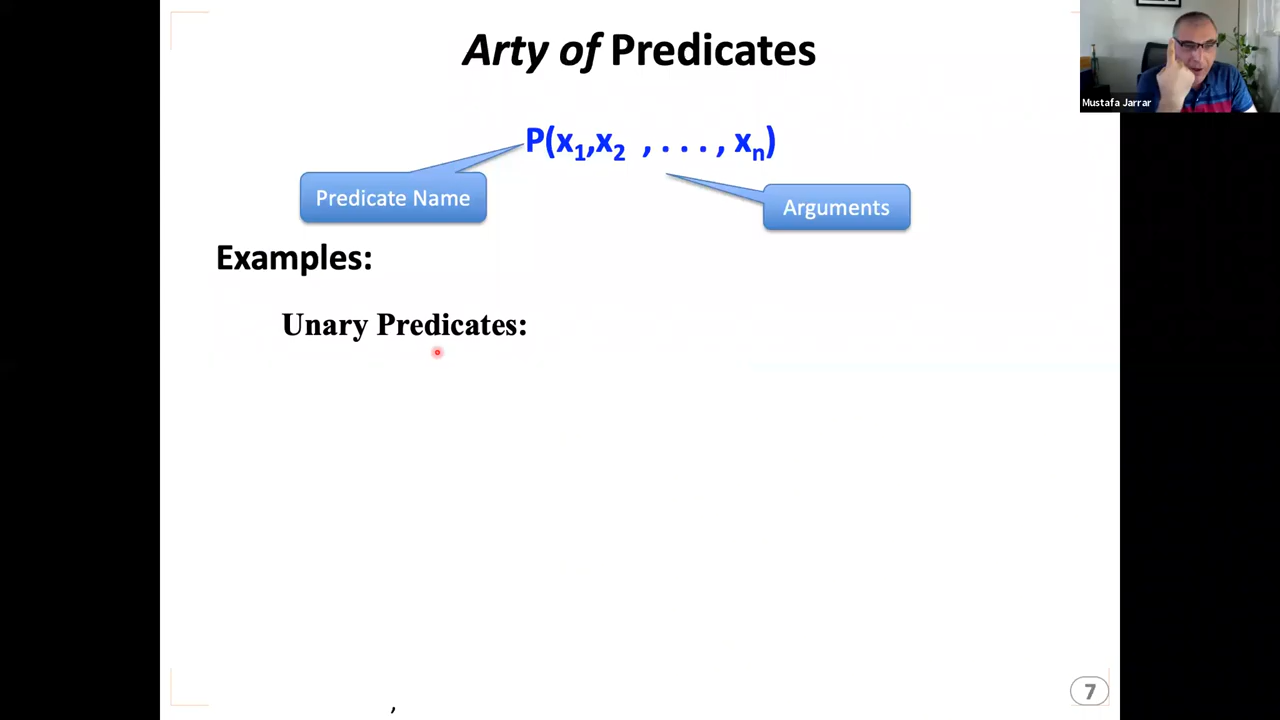 Arty of Predicates
Mustafa Jarrar
P(x₁,x₂ , . . . , xₙ)
Predicate Name
Arguments
Examples:
Unary Predicates:
7
,